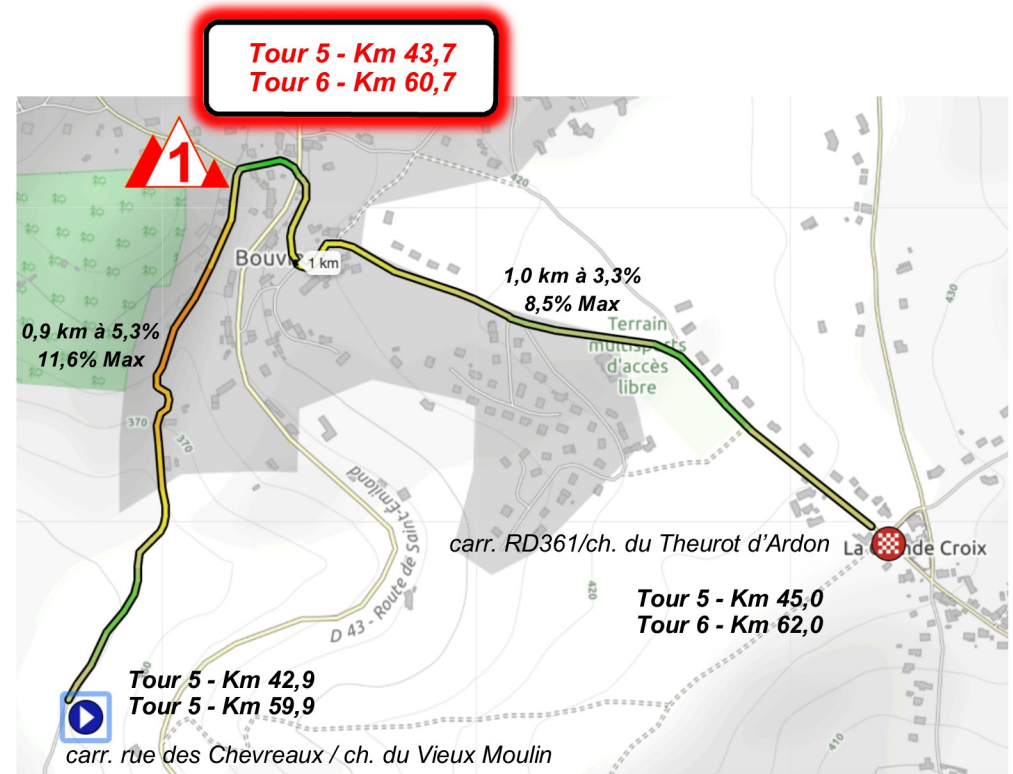 Tour 5 - Km 43,7
Tour 6 - Km 60,7
1
420
Bouvi
1 km
1,0 km à 3,3%
8,5% Max
430
0,9 km à 5,3%
11,6% Max
Terrain
multisports
d'accès
libre
370
370
D 43 - Route de Saint-Émiland
carr. RD361/ch. du Theurot d'Ardon
La Grande Croix
420
Tour 5 - Km 45,0
Tour 6 - Km 62,0
Tour 5 - Km 42,9
Tour 5 - Km 59,9
410
carr. rue des Chevreaux / ch. du Vieux Moulin